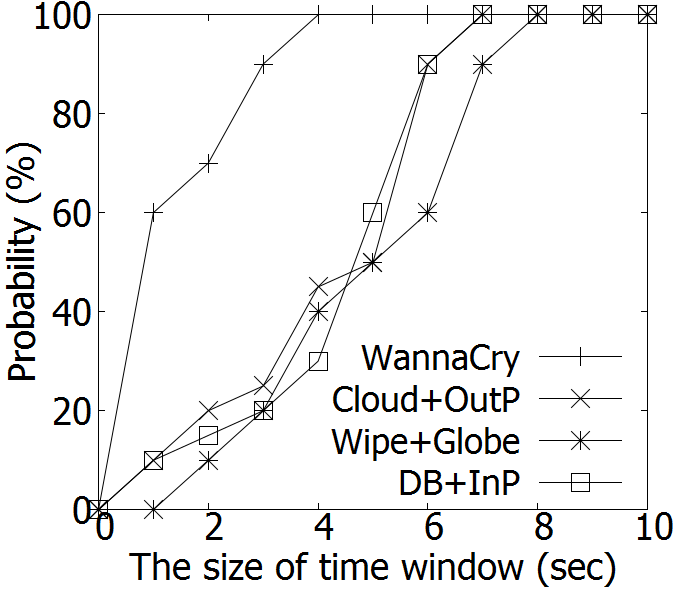 100
80
60
40
20
0
Probability (%)
WannaCry
Cloud+OutP
Wipe+Globe
DB+InP
0 2 4 6 8 10
The size of time window (sec)